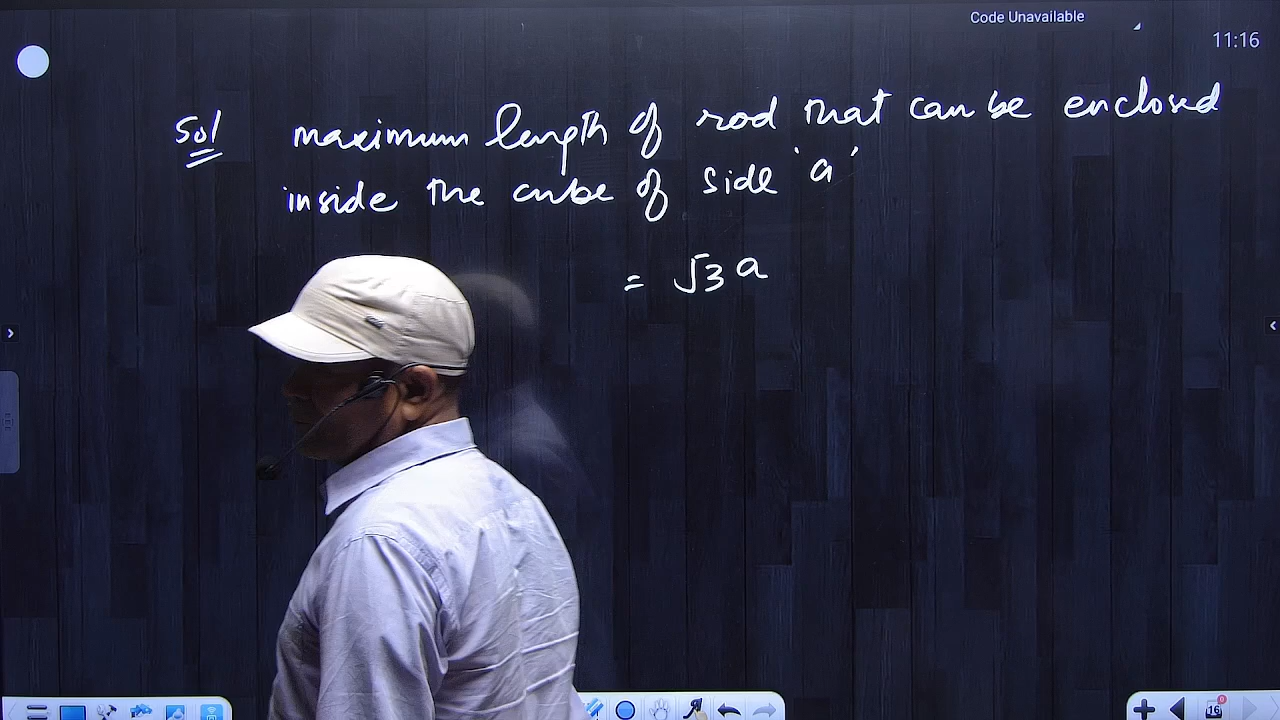 Code Unavailable
11:16
Sol maximum length of rod that can be enclosed
inside the cube of side 'a'
= √3 a
16